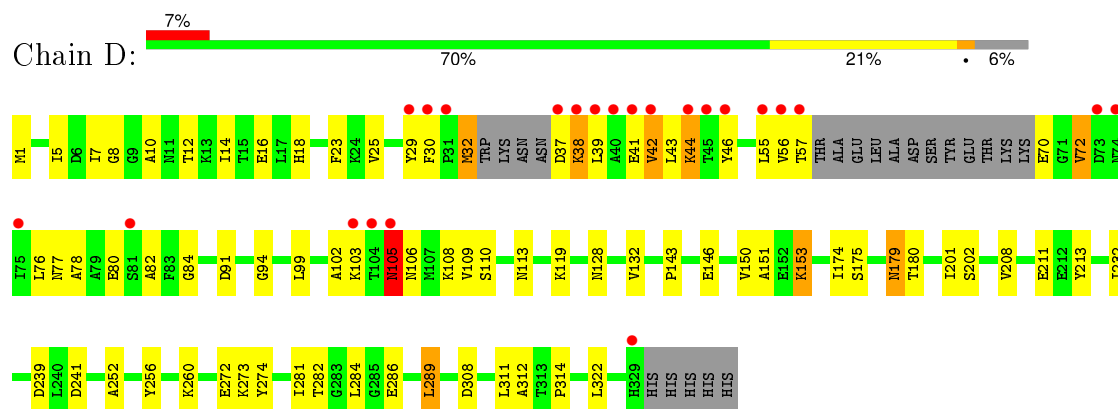 7%
Chain D:
70% 21% • 6%
M1 I5 D6 I7 G8 G9 A10 N11 T12 K13 I14 T15 E16 L17 H18 F23 K24 V25 Y29 F30 P31 M32 TRP LYS ASN ASN D37 K38 L39 A40 E41 V42 L43 K44 T45 Y46 L55 V56 T57 THR ALA GLU LEU ALA ASP SER TYR GLU THR LYS LYS E70 G71 V72 D73 N74
I75 L76 N77 A78 A79 E80 S81 A82 F83 G84 D91 G94 L99 A102 K103 T104 N105 N106 M107 K108 V109 S110 N113 K119 N128 V132 P143 E146 V150 A151 E152 K153 I174 S175 N179 T180 I201 S202 V208 E211 E212 Y213
D239 L240 D241 A252 Y256 K260 E272 K273 Y274 I281 T282 G283 L284 G285 E286 L289 D308 L311 A312 T313 P314 L322 H329 HIS HIS HIS HIS HIS